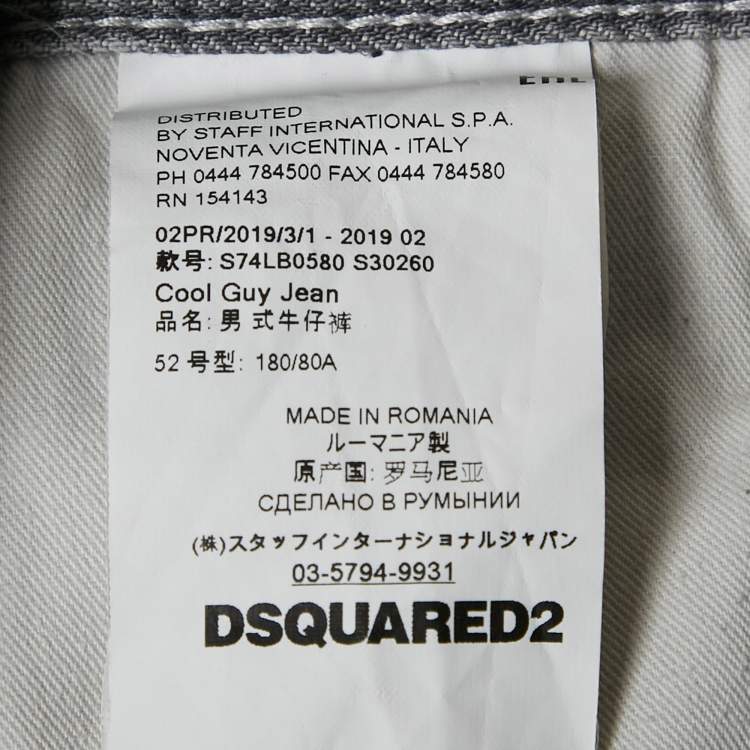 DISTRIBUTED
BY STAFF INTERNATIONAL S.P.A.
NOVENTA VICENTINA - ITALY
PH 0444 784500 FAX 0444 784580
RN 154143
02PR/2019/3/1 - 2019 02
款号: S74LB0580 S30260
Cool Guy Jean
品名: 男 式牛仔裤
52 号型: 180/80A
MADE IN ROMANIA
ルーマニア製
原产国: 罗马尼亚
СДЕЛАНО В РУМЫНИИ
(株)スタッフインターナショナルジャパン
03-5794-9931
DSQUARED2